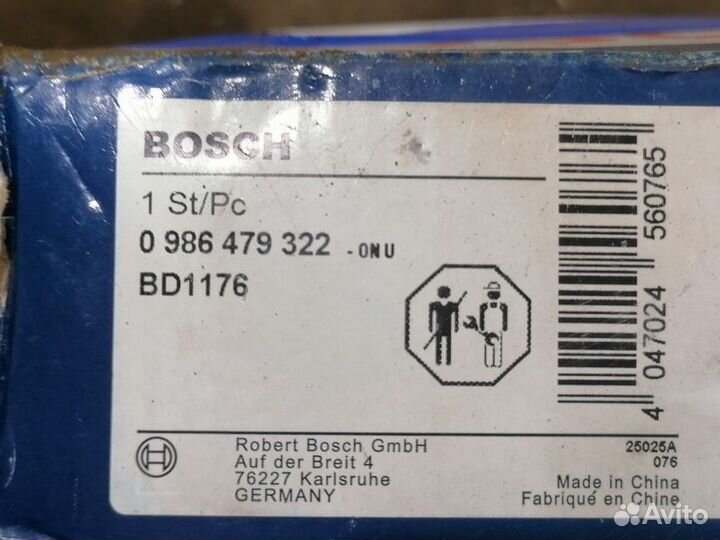 BOSCH
1 St/Pc
0 986 479 322 - 0NU
BD1176
4 047024 560765
Robert Bosch GmbH
Auf der Breit 4
76227 Karlsruhe
GERMANY
25025A
076
Made in China
Fabriqué en Chine
Avito